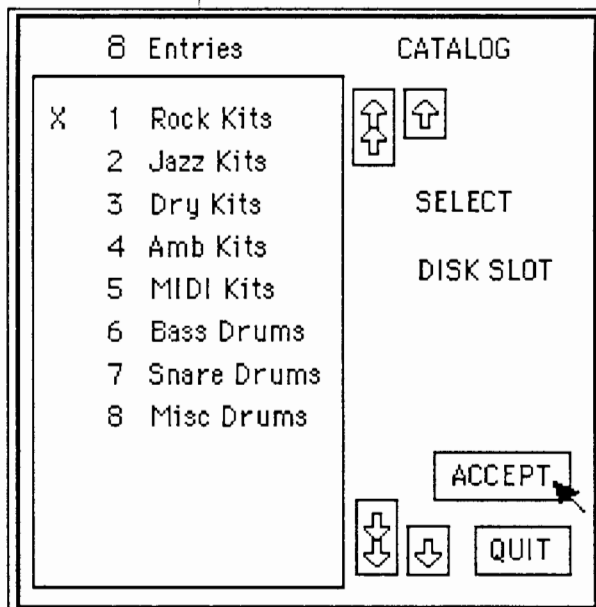 8 Entries CATALOG
X 1 Rock Kits
2 Jazz Kits
3 Dry Kits
SELECT
4 Amb Kits
DISK SLOT
5 MIDI Kits
6 Bass Drums
7 Snare Drums
8 Misc Drums
ACCEPT
QUIT